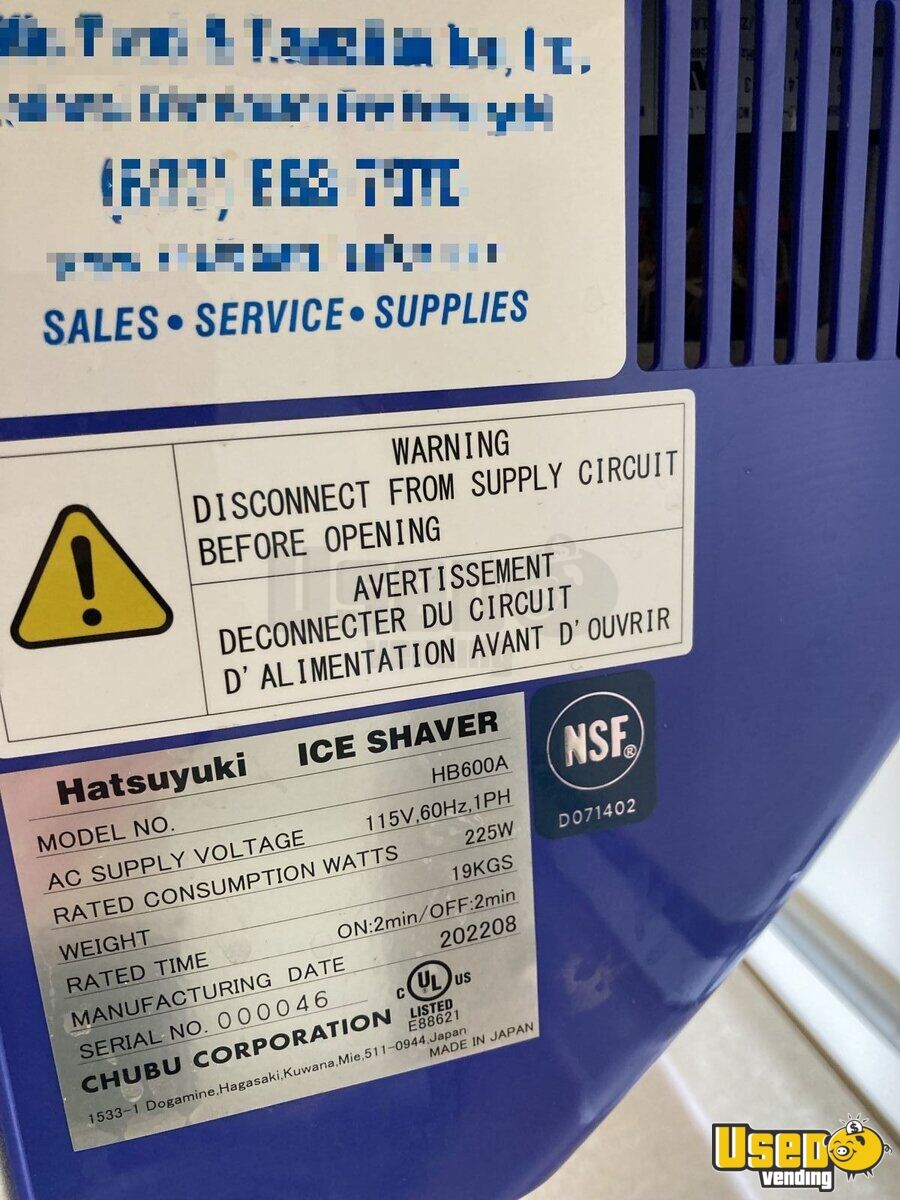 SALES • SERVICE • SUPPLIES
WARNING
DISCONNECT FROM SUPPLY CIRCUIT
BEFORE OPENING
AVERTISSEMENT
DECONNECTER DU CIRCUIT
D'ALIMENTATION AVANT D'OUVRIR
Hatsuyuki ICE SHAVER
MODEL NO. HB600A
AC SUPPLY VOLTAGE 115V,60Hz,1PH
RATED CONSUMPTION WATTS 225W
WEIGHT 19KGS
RATED TIME ON:2min/OFF:2min
MANUFACTURING DATE 202208
SERIAL NO. 000046
CHUBU CORPORATION
C UL US
LISTED
E88621
1533-1 Dogamine,Hagasaki,Kuwana,Mie,511-0944,Japan
MADE IN JAPAN
NSF®
D071402
USED
vending